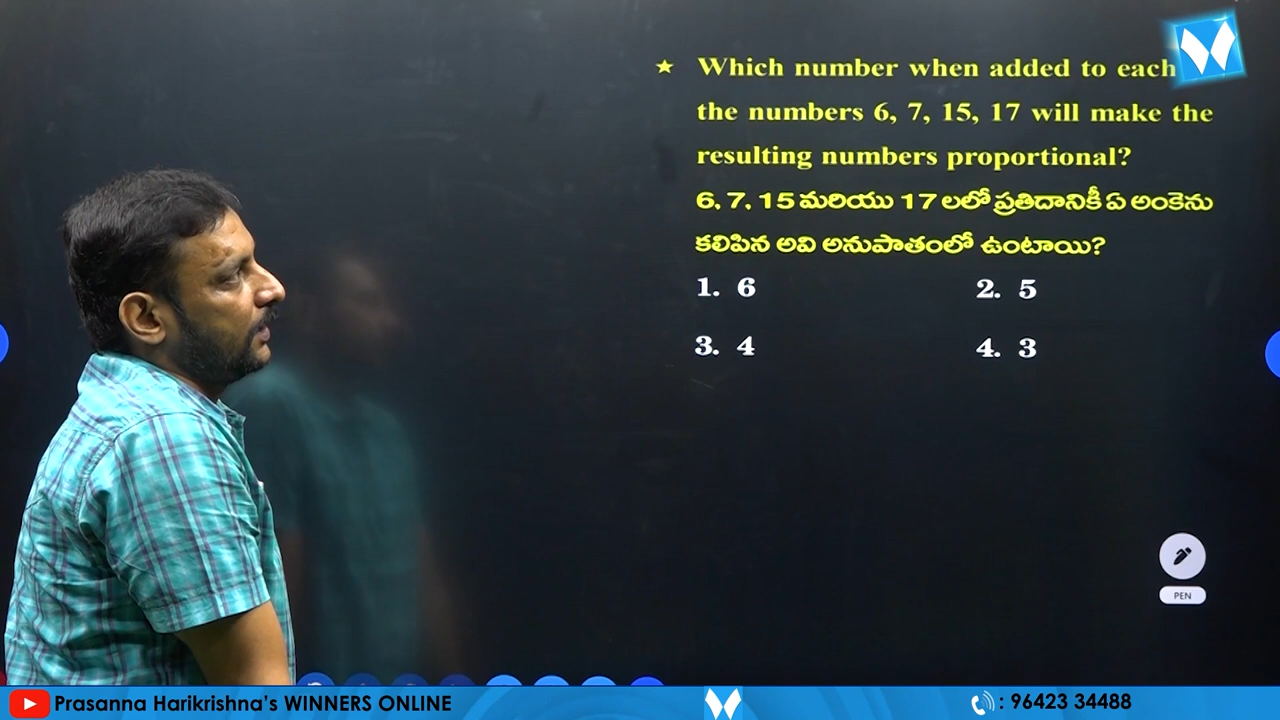 ★ Which number when added to each
the numbers 6, 7, 15, 17 will make the
resulting numbers proportional?
6, 7, 15 మరియు 17 లలో ప్రతిదానికీ ఏ అంకెను
కలిపిన అవి అనుపాతంలో ఉంటాయి?
1. 6 2. 5
3. 4 4. 3
PEN
Prasanna Harikrishna's WINNERS ONLINE : 96423 34488